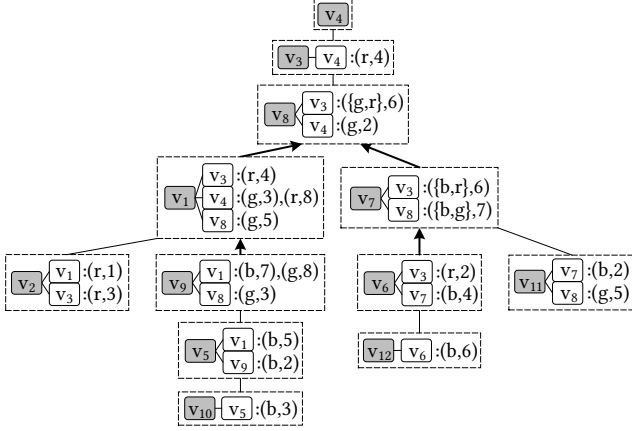 v₄
v₃ v₄ :(r,4)
v₈ v₃ :({g,r},6)
v₄ :(g,2)
v₁ v₃ :(r,4)
v₄ :(g,3),(r,8)
v₈ :(g,5)
v₇ v₃ :({b,r},6)
v₈ :({b,g},7)
v₂ v₁ :(r,1)
v₃ :(r,3)
v₉ v₁ :(b,7),(g,8)
v₈ :(g,3)
v₆ v₃ :(r,2)
v₇ :(b,4)
v₁₁ v₇ :(b,2)
v₈ :(g,5)
v₅ v₁ :(b,5)
v₉ :(b,2)
v₁₂ v₆ :(b,6)
v₁₀ v₅ :(b,3)